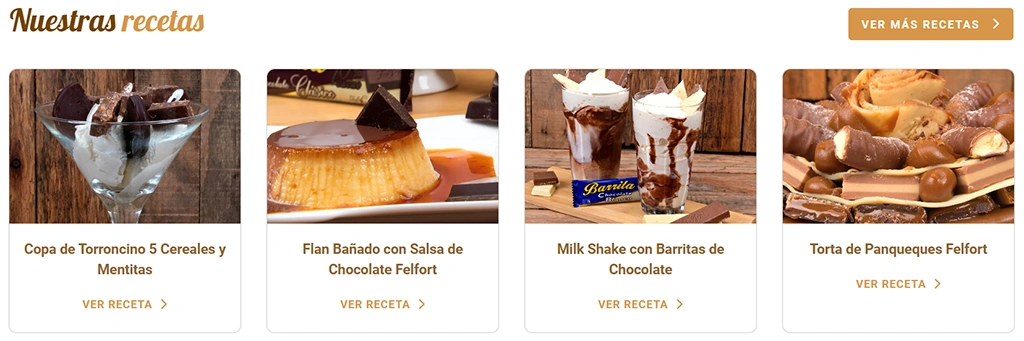 Nuestras recetas
VER MÁS RECETAS
Clásico
Barrita
Chocolate
Blanco
Copa de Torroncino 5 Cereales y
Mentitas
VER RECETA
Flan Bañado con Salsa de
Chocolate Felfort
VER RECETA
Milk Shake con Barritas de
Chocolate
VER RECETA
Torta de Panqueques Felfort
VER RECETA